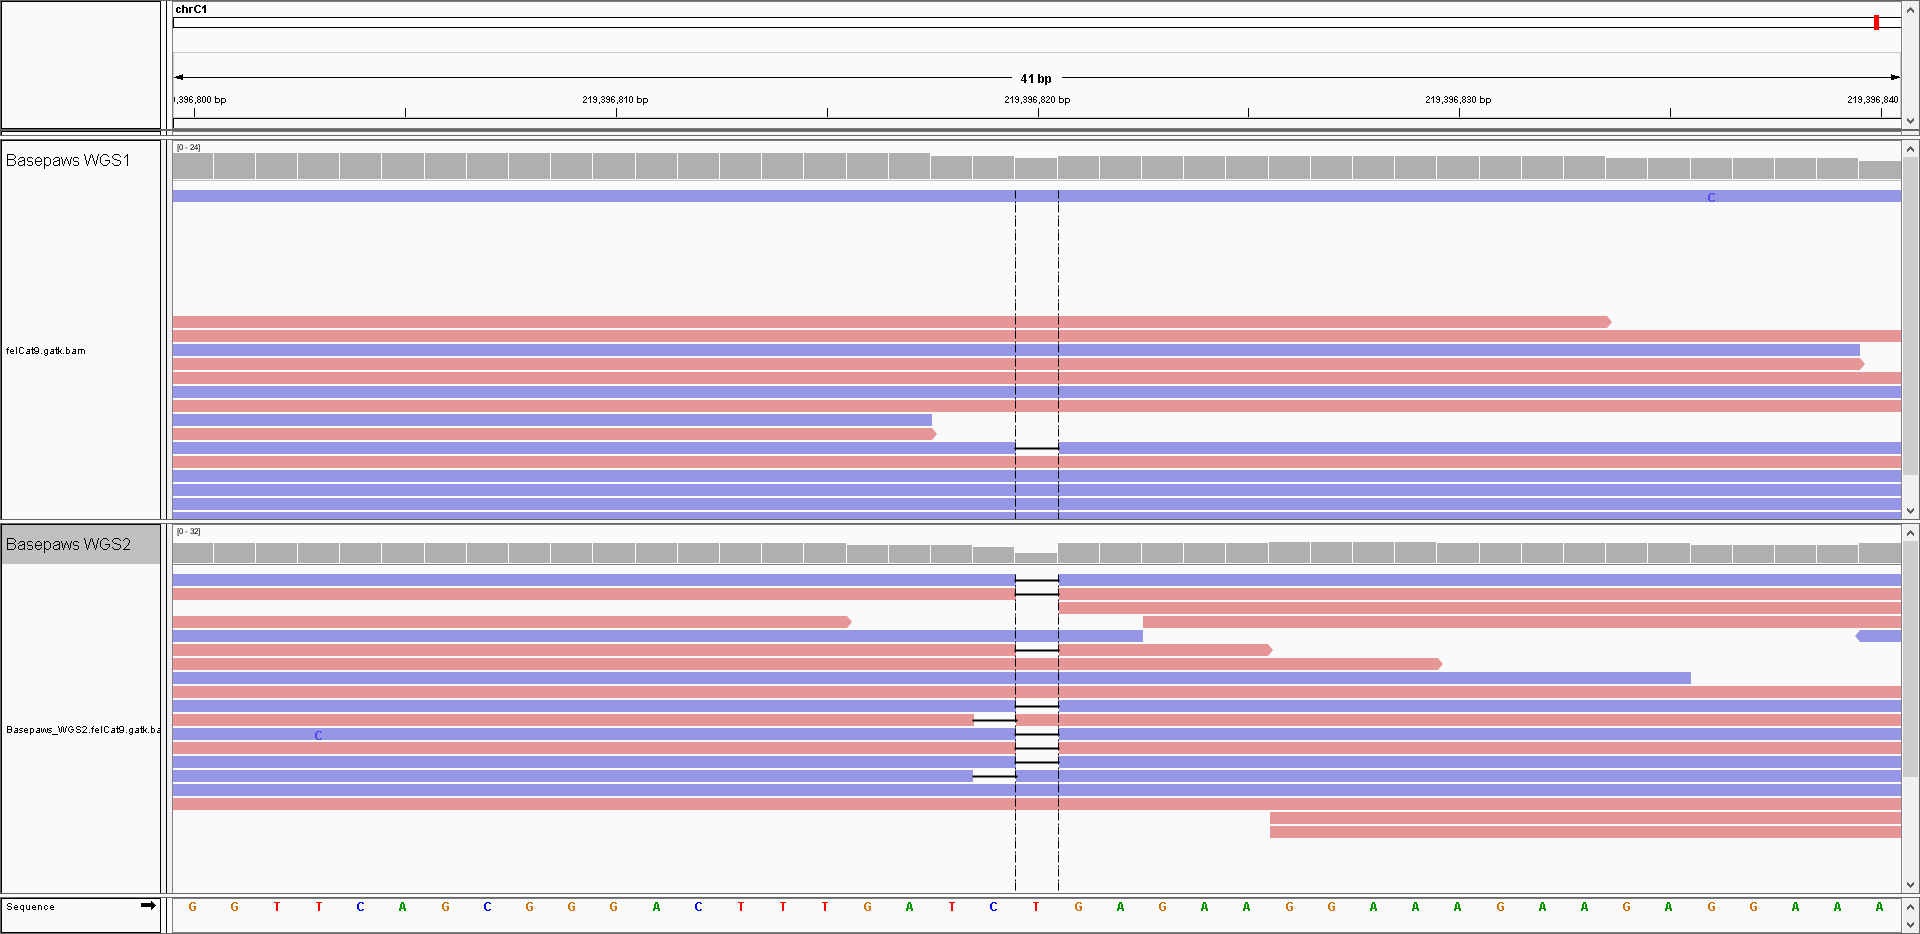 chrC1
41 bp
,396,800 bp 219,396,810 bp 219,396,820 bp 219,396,830 bp 219,396,840
Basepaws WGS1
[0 - 24]
C
felCat9.gatk.bam
Basepaws WGS2
[0 - 32]
Basepaws_WGS2.felCat9.gatk.ba
C
Sequence G G T T C A G C G G G A C T T T G A T C T G A G A A G G A A A G A A G A G G A A A